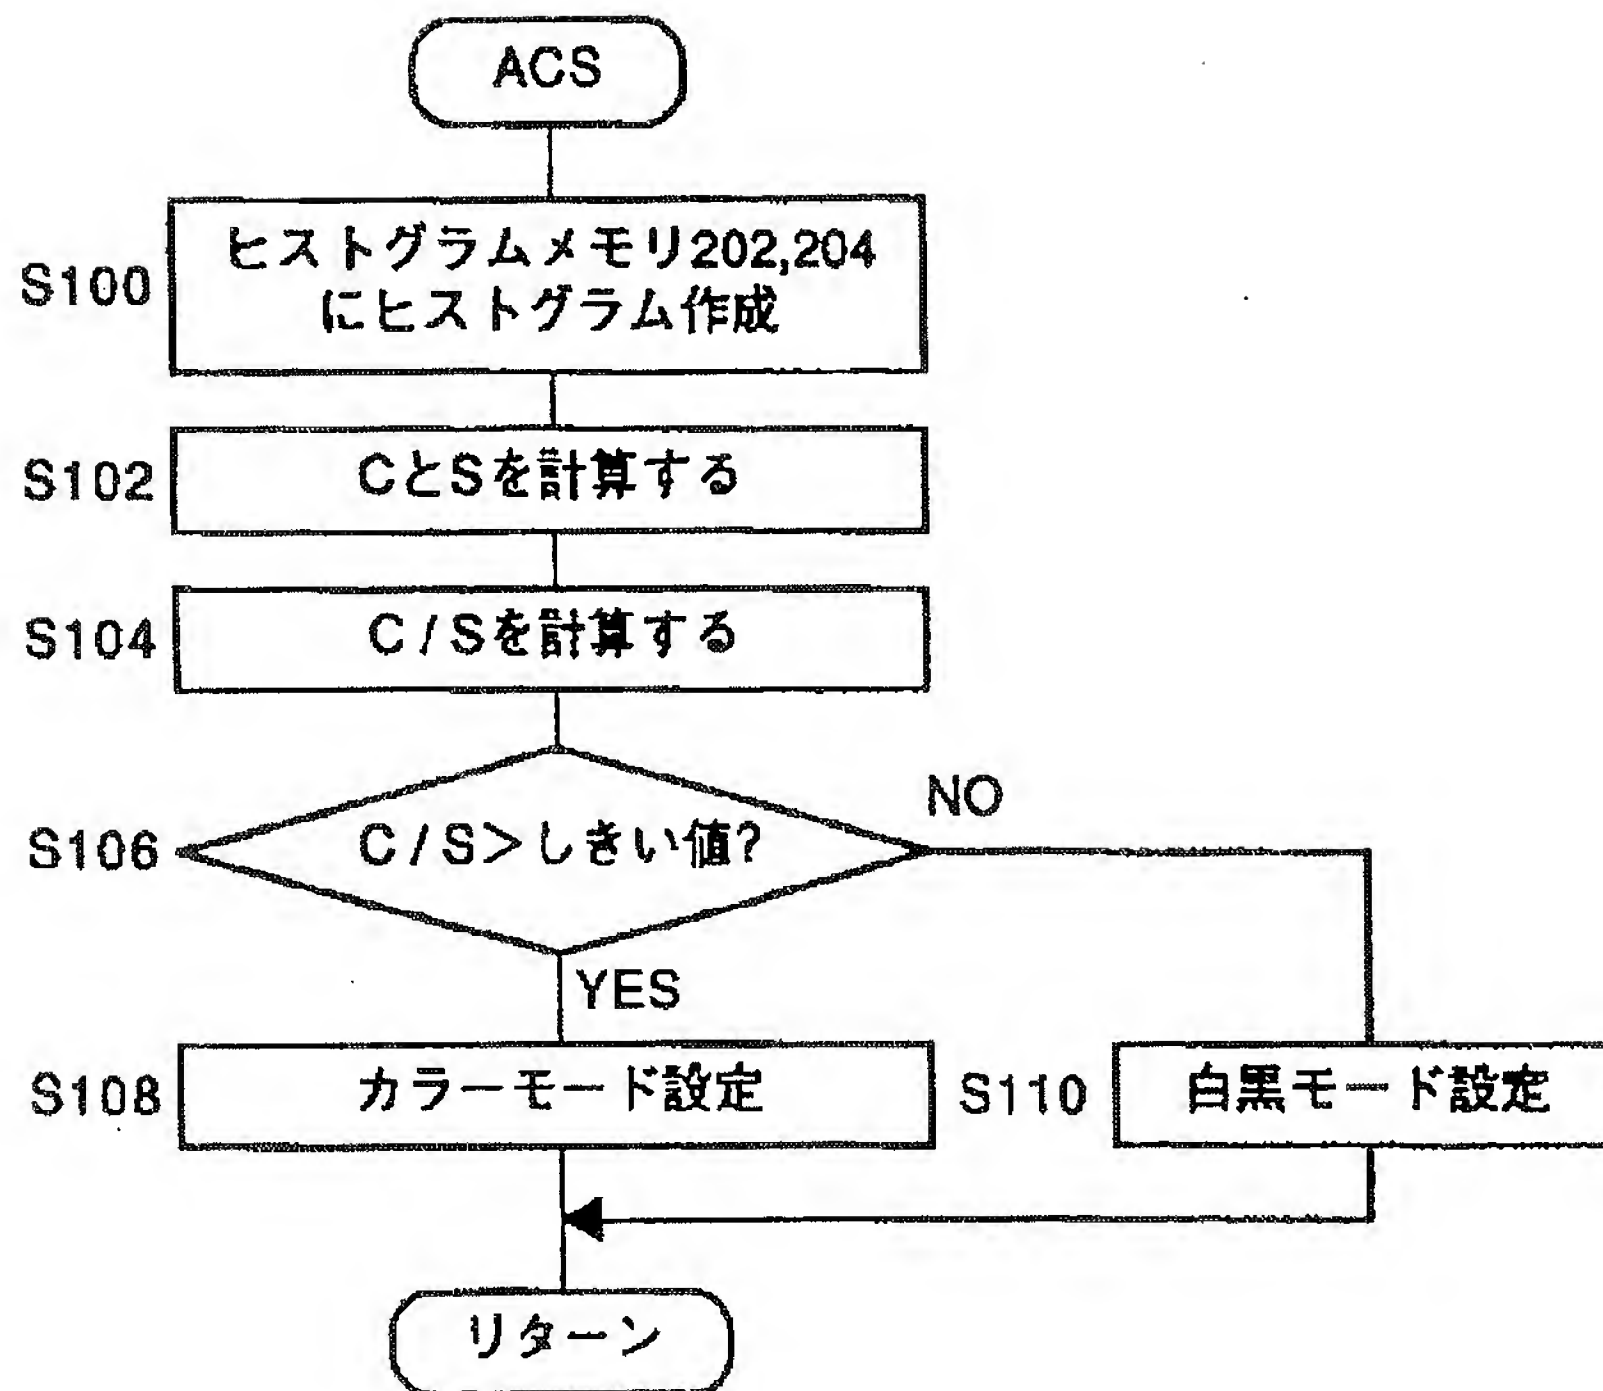 ACS
S100
ヒストグラムメモリ202,204
にヒストグラム作成
S102
CとSを計算する
S104
C/Sを計算する
S106
C/S>しきい値?
NO
YES
S108
カラーモード設定
S110
白黒モード設定
リターン